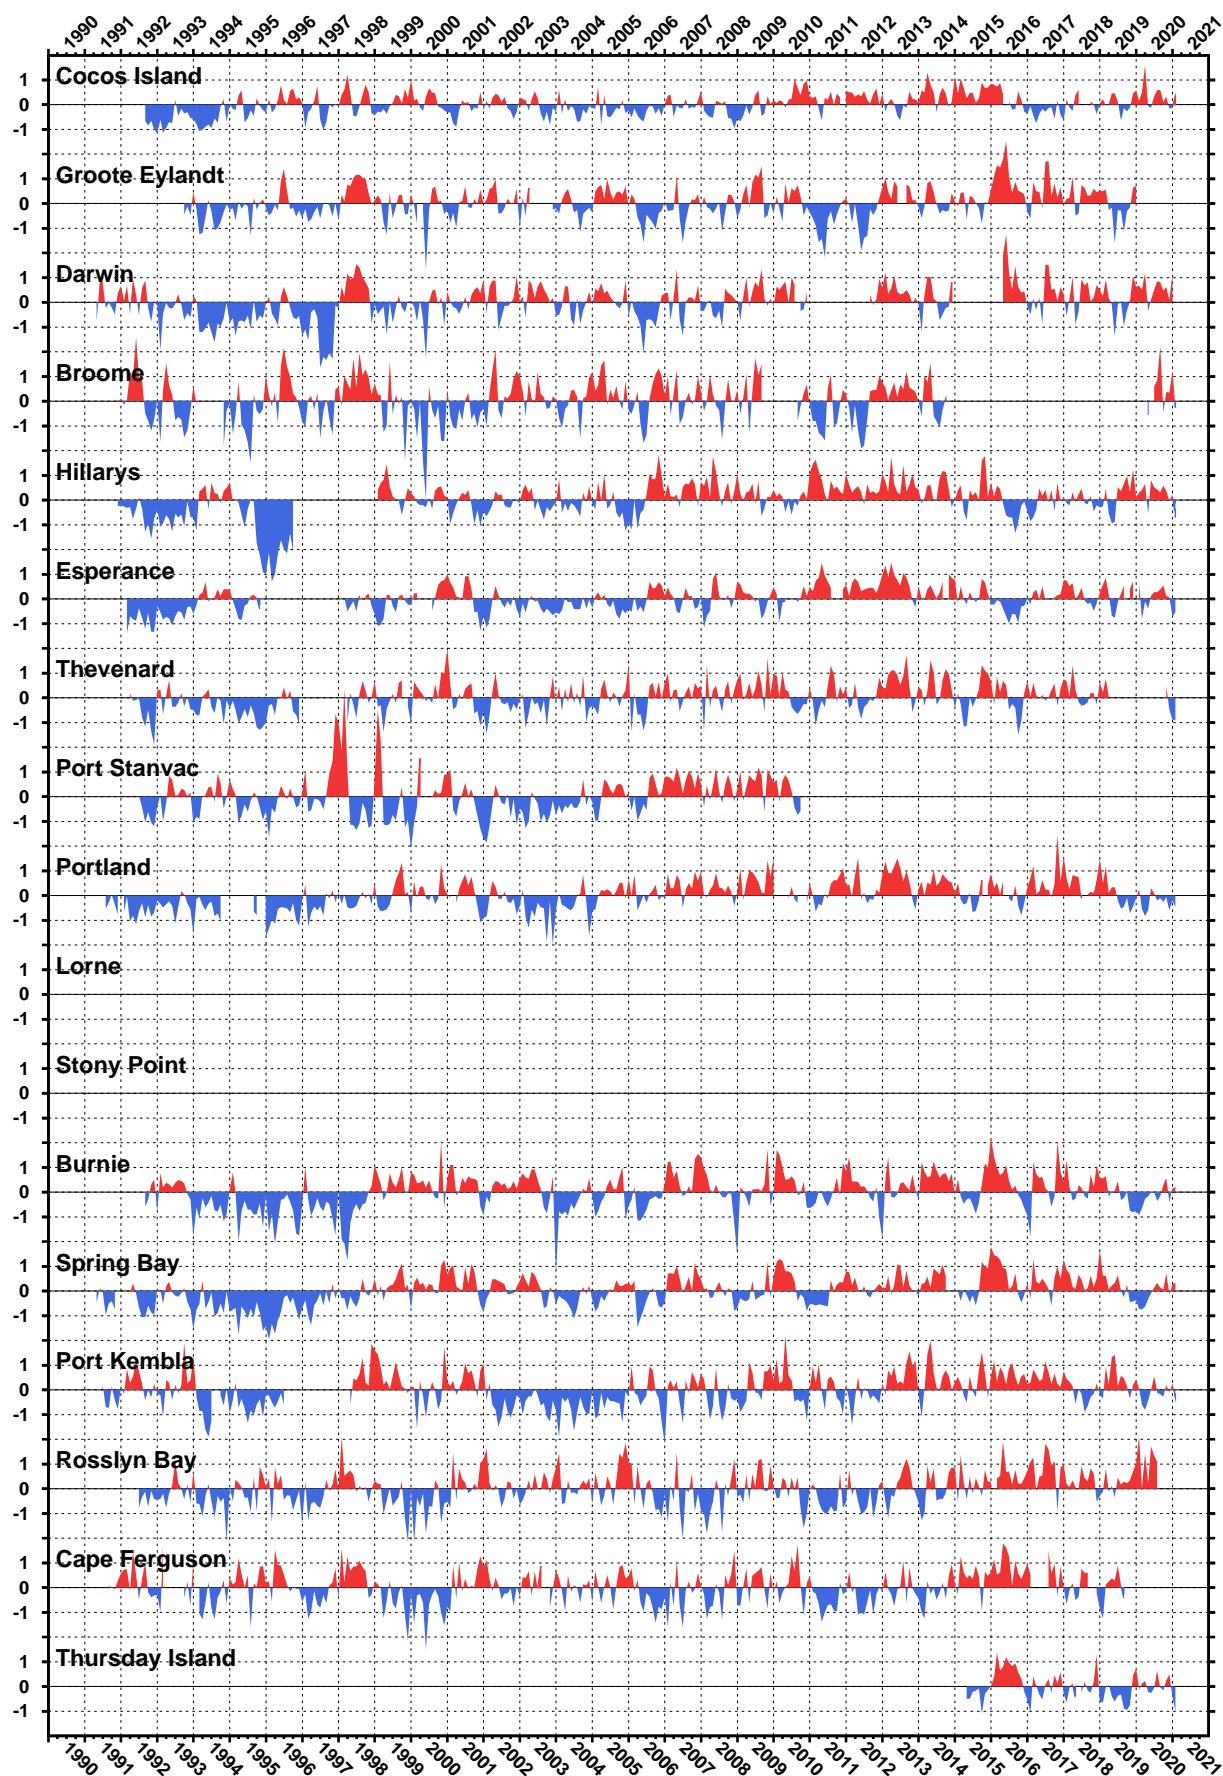 1990 1991 1992 1993 1994 1995 1996 1997 1998 1999 2000 2001 2002 2003 2004 2005 2006 2007 2008 2009 2010 2011 2012 2013 2014 2015 2016 2017 2018 2019 2020 2021
1 Cocos Island
0
-1
1 Groote Eylandt
0
-1
1 Darwin
0
-1
1 Broome
0
-1
1 Hillarys
0
-1
1 Esperance
0
-1
1 Thevenard
0
-1
1 Port Stanvac
0
-1
1 Portland
0
-1
1 Lorne
0
-1
1 Stony Point
0
-1
1 Burnie
0
-1
1 Spring Bay
0
-1
1 Port Kembla
0
-1
1 Rosslyn Bay
0
-1
1 Cape Ferguson
0
-1
1 Thursday Island
0
-1
1990 1991 1992 1993 1994 1995 1996 1997 1998 1999 2000 2001 2002 2003 2004 2005 2006 2007 2008 2009 2010 2011 2012 2013 2014 2015 2016 2017 2018 2019 2020 2021